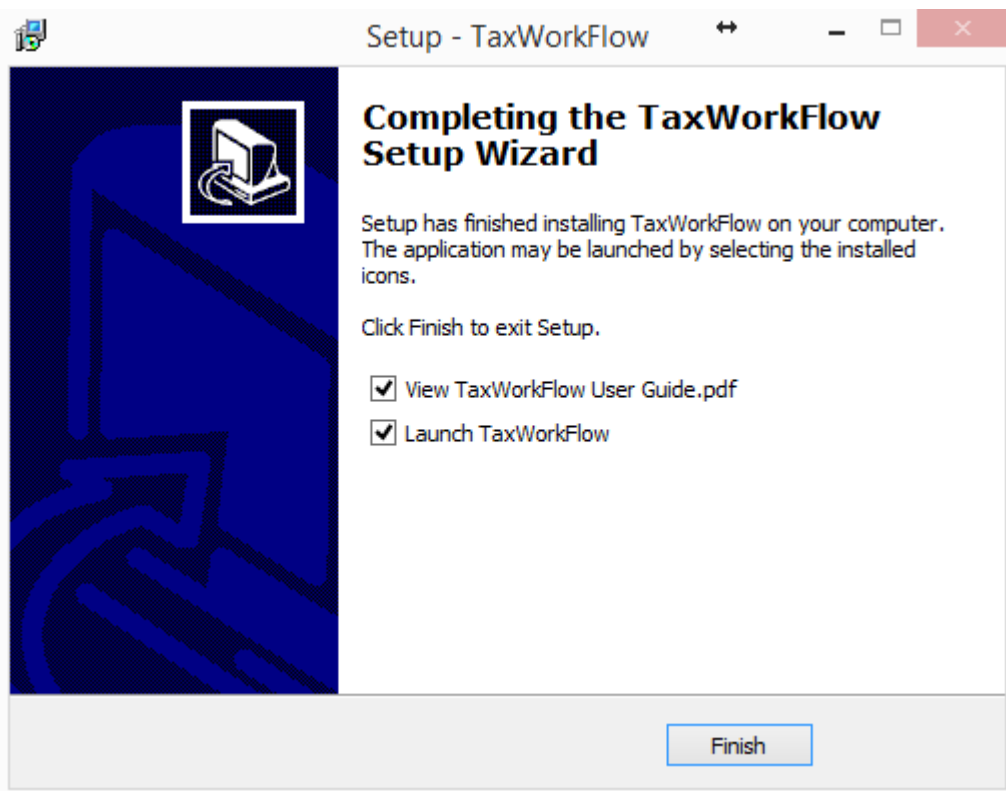 Setup - TaxWorkFlow
Completing the TaxWorkFlow
Setup Wizard
Setup has finished installing TaxWorkFlow on your computer.
The application may be launched by selecting the installed
icons.
Click Finish to exit Setup.
View TaxWorkFlow User Guide.pdf
Launch TaxWorkFlow
Finish